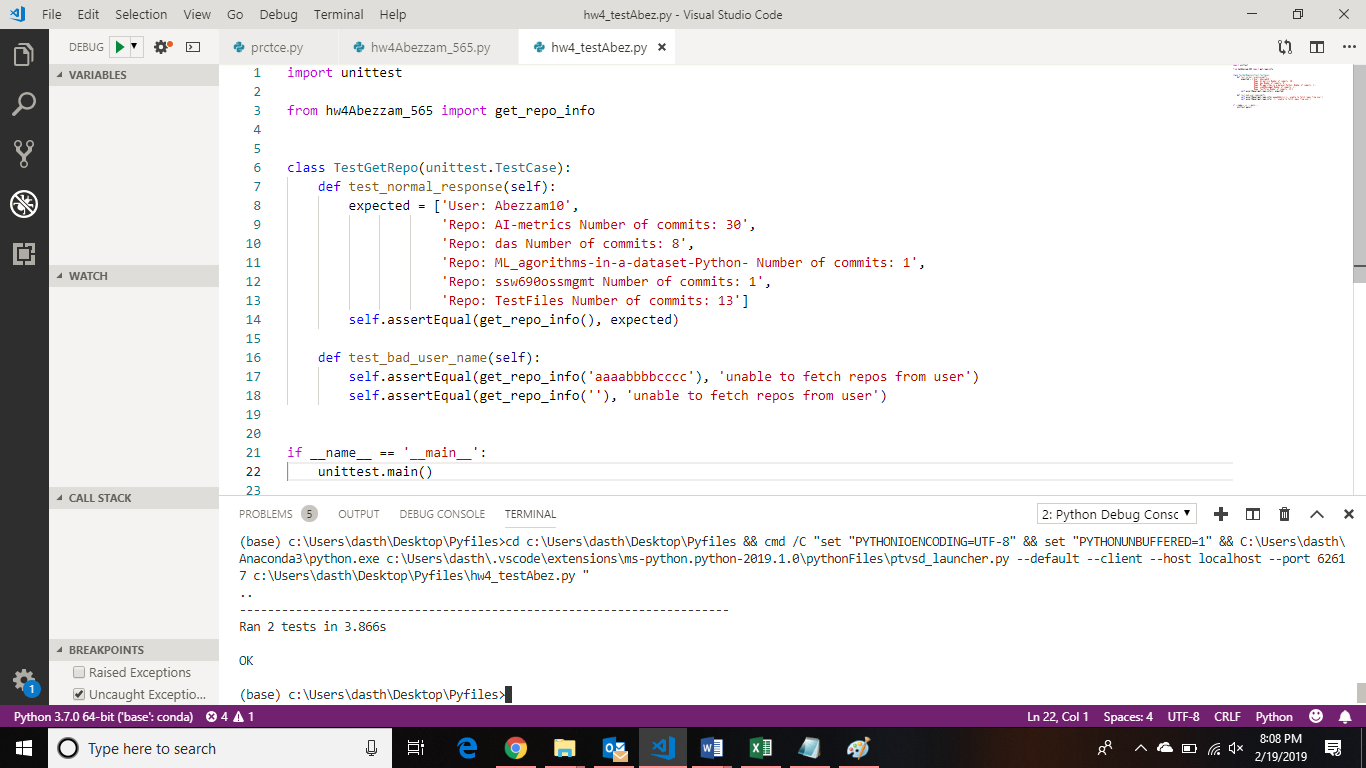 File Edit Selection View Go Debug Terminal Help
hw4_testAbez.py - Visual Studio Code
DEBUG
prctce.py
hw4Abezzam_565.py
hw4_testAbez.py
VARIABLES
WATCH
CALL STACK
BREAKPOINTS
Raised Exceptions
Uncaught Exceptio...
1 import unittest
2
3 from hw4Abezzam_565 import get_repo_info
4
5
6 class TestGetRepo(unittest.TestCase):
7 def test_normal_response(self):
8 expected = ['User: Abezzam10',
9 'Repo: AI-metrics Number of commits: 30',
10 'Repo: das Number of commits: 8',
11 'Repo: ML_agorithms-in-a-dataset-Python- Number of commits: 1',
12 'Repo: ssw690ossmgmt Number of commits: 1',
13 'Repo: TestFiles Number of commits: 13']
14 self.assertEqual(get_repo_info(), expected)
15
16 def test_bad_user_name(self):
17 self.assertEqual(get_repo_info('aaaabbbbcccc'), 'unable to fetch repos from user')
18 self.assertEqual(get_repo_info(''), 'unable to fetch repos from user')
19
20
21 if __name__ == '__main__':
22 unittest.main()
23
PROBLEMS 5 OUTPUT DEBUG CONSOLE TERMINAL
2: Python Debug Consc
(base) c:\Users\dasth\Desktop\Pyfiles>cd c:\Users\dasth\Desktop\Pyfiles && cmd /C "set "PYTHONIOENCODING=UTF-8" && set "PYTHONUNBUFFERED=1" && C:\Users\dasth\
Anaconda3\python.exe c:\Users\dasth\.vscode\extensions\ms-python.python-2019.1.0\pythonFiles\ptvsd_launcher.py --default --client --host localhost --port 6261
7 c:\Users\dasth\Desktop\Pyfiles\hw4_testAbez.py "
..
----------------------------------------------------------------------
Ran 2 tests in 3.866s
OK
(base) c:\Users\dasth\Desktop\Pyfiles>
1
Python 3.7.0 64-bit ('base': conda) 4 1
Ln 22, Col 1 Spaces: 4 UTF-8 CRLF Python
Type here to search
8:08 PM
2/19/2019